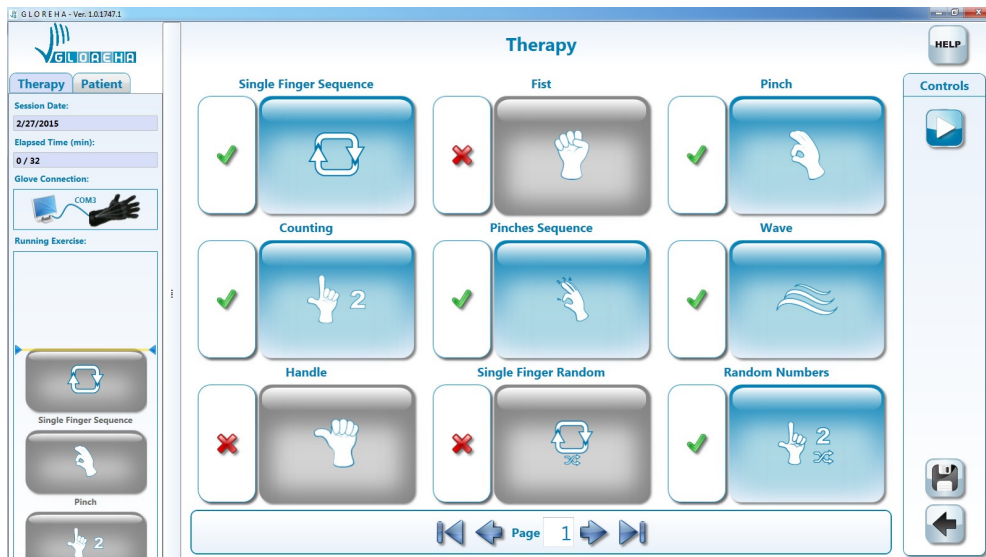 G L O R E H A - Ver. 1.0.1747.1
GLOREHA
Therapy
HELP
Therapy Patient
Session Date:
2/27/2015
Elapsed Time (min):
0 / 32
Glove Connection:
COM3
Running Exercise:
Single Finger Sequence
Pinch
2
Single Finger Sequence
Fist
Pinch
Counting
2
Pinches Sequence
Wave
Handle
Single Finger Random
Random Numbers
2
Page 1
Controls